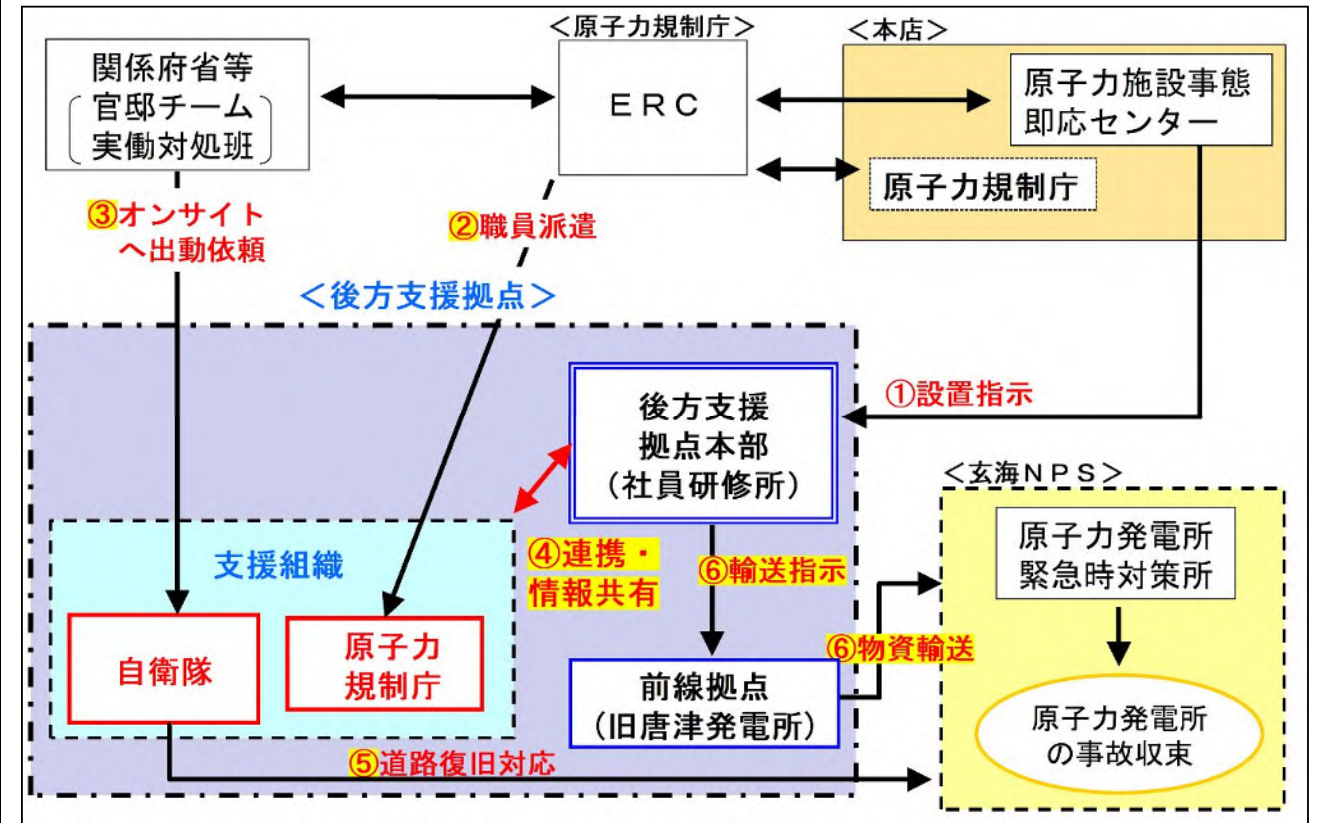 <原子力規制庁>
<本店>
関係府省等
官邸チーム
実働対処班
ERC
原子力施設事態
即応センター
原子力規制庁
③オンサイト
へ出動依頼
②職員派遣
<後方支援拠点>
①設置指示
後方支援
拠点本部
(社員研修所)
<玄海NPS>
原子力発電所
緊急時対策所
支援組織
④連携・
情報共有
⑥輸送指示
自衛隊
原子力
規制庁
⑥物資輸送
前線拠点
(旧唐津発電所)
原子力発電所
の事故収束
⑤道路復旧対応